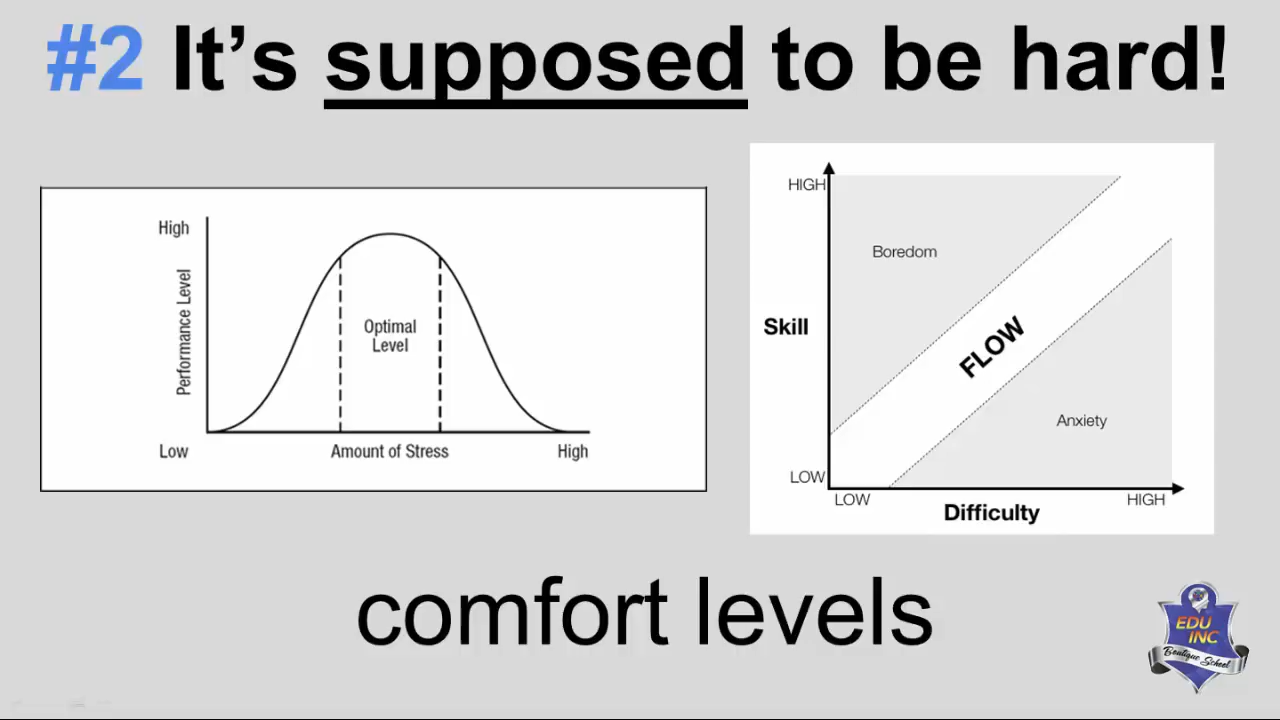 #2 It's supposed to be hard!
High
Performance Level
Optimal
Level
Low
Amount of Stress
High
HIGH
Boredom
Skill
FLOW
Anxiety
LOW
LOW
HIGH
Difficulty
comfort levels
EDU
INC
Boutique School